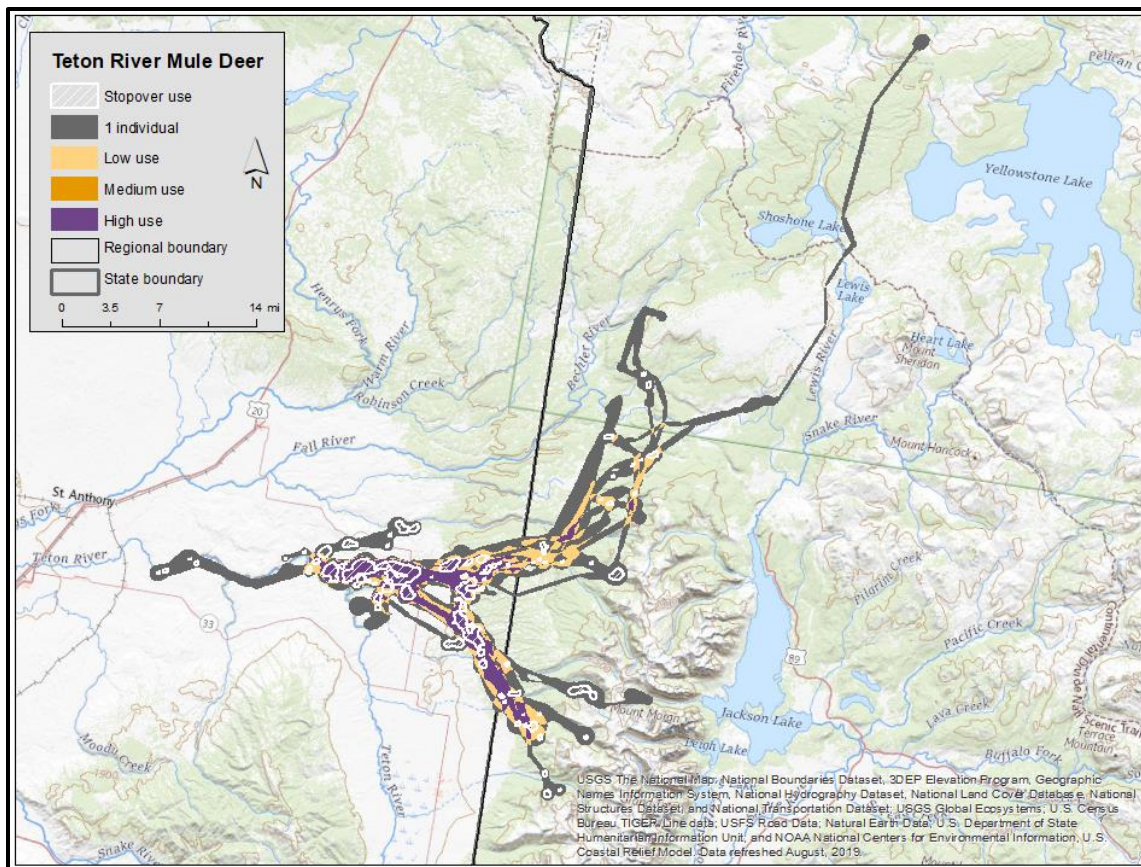 Teton River Mule Deer
Stopover use
1 individual
Low use
Medium use
High use
Regional boundary
State boundary
0 3.5 7 14 mi
N
Firehole River
Pelican C
Yellowstone Lake
Shoshone Lake
Lewis Lake
Heart Lake
Mount Sheridan
Henrys Fork
Warm River
Robinson Creek
Bechler River
Lewis River
20
Fall River
Snake River
Mount Hancock
St. Anthony
Teton River
33
Pilgrim Creek
Pacific Creek
89
Continental Divide
Scenic Trail
Terrace Mountain
Mount Moran
Jackson Lake
Lava Creek
Leigh Lake
Buffalo Fork
Moody Creek
Teton River
Snake River
USGS The National Map: National Boundaries Dataset, 3DEP Elevation Program, Geographic
Names Information System, National Hydrography Dataset, National Land Cover Database, National
Structures Dataset, and National Transportation Dataset; USGS Global Ecosystems; U.S. Census
Bureau TIGER/Line data; USFS Road Data; Natural Earth Data; U.S. Department of State
Humanitarian Information Unit; and NOAA National Centers for Environmental Information, U.S.
Coastal Relief Model. Data refreshed August, 2019.